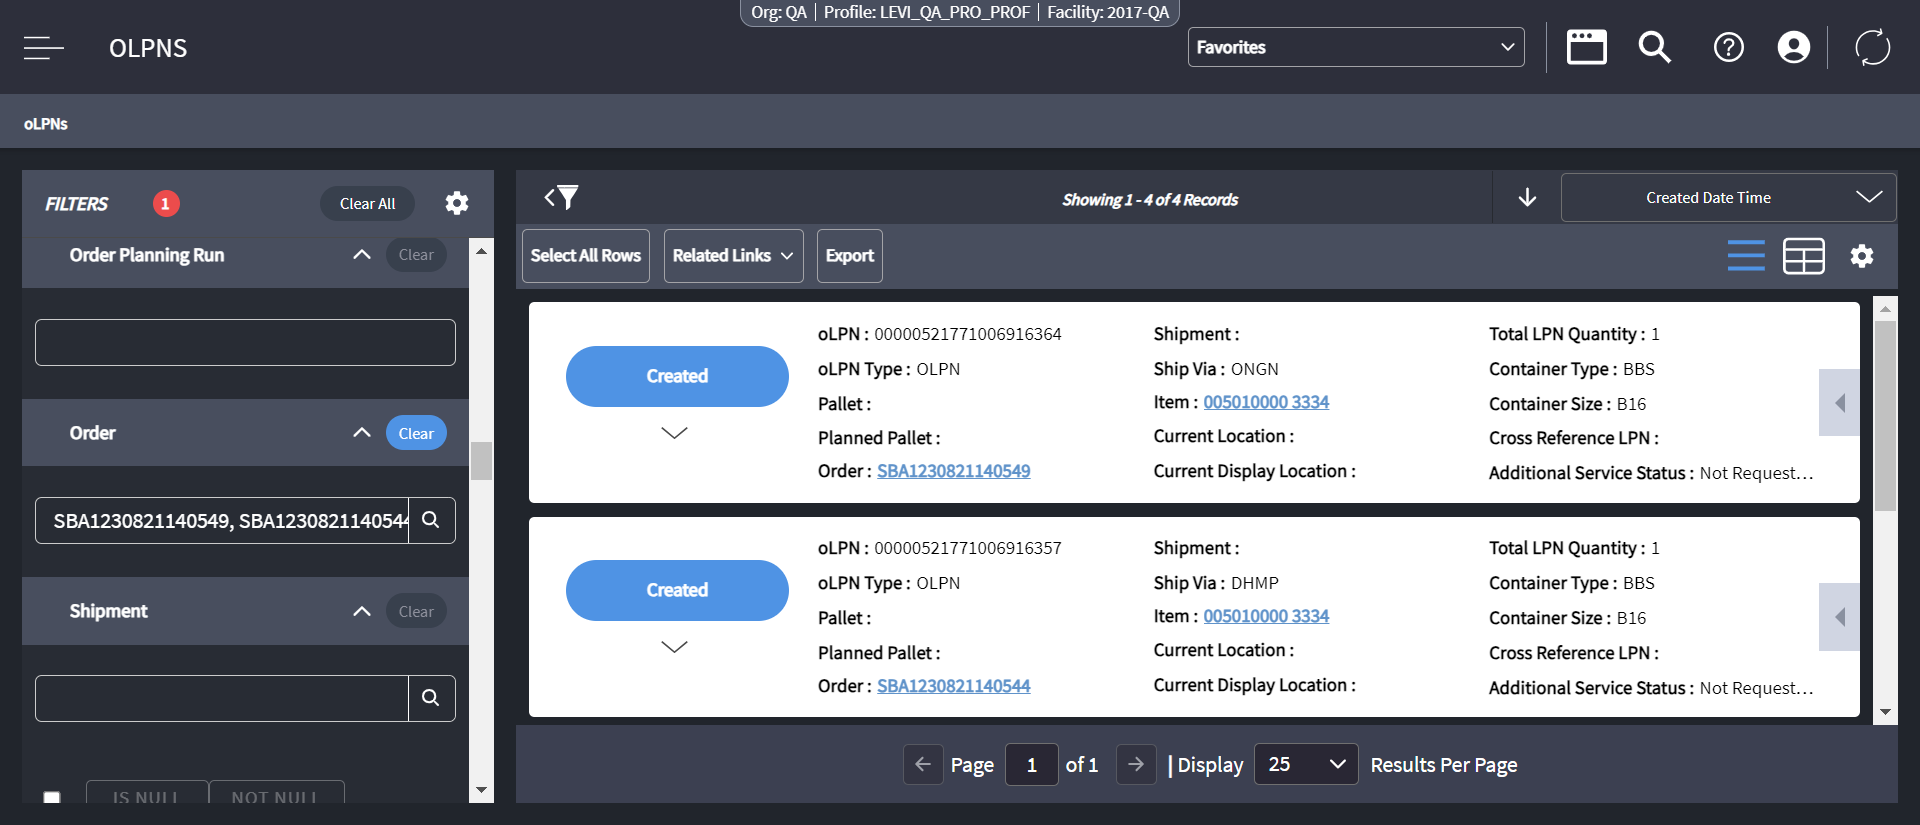 Org: QA | Profile: LEVI_QA_PRO_PROF | Facility: 2017-QA
OLPNS
Favorites
oLPNs
FILTERS 1 Clear All
Order Planning Run Clear
Order Clear
SBA1230821140549, SBA1230821140544
Shipment Clear
IS NULL NOT NULL
Showing 1 - 4 of 4 Records
Created Date Time
Select All Rows Related Links Export
Created
oLPN : 00000521771006916364
oLPN Type : OLPN
Pallet :
Planned Pallet :
Order : SBA1230821140549
Shipment :
Ship Via : ONGN
Item : 005010000 3334
Current Location :
Current Display Location :
Total LPN Quantity : 1
Container Type : BBS
Container Size : B16
Cross Reference LPN :
Additional Service Status : Not Request...
Created
oLPN : 00000521771006916357
oLPN Type : OLPN
Pallet :
Planned Pallet :
Order : SBA1230821140544
Shipment :
Ship Via : DHMP
Item : 005010000 3334
Current Location :
Current Display Location :
Total LPN Quantity : 1
Container Type : BBS
Container Size : B16
Cross Reference LPN :
Additional Service Status : Not Request...
Page 1 of 1 | Display 25 Results Per Page